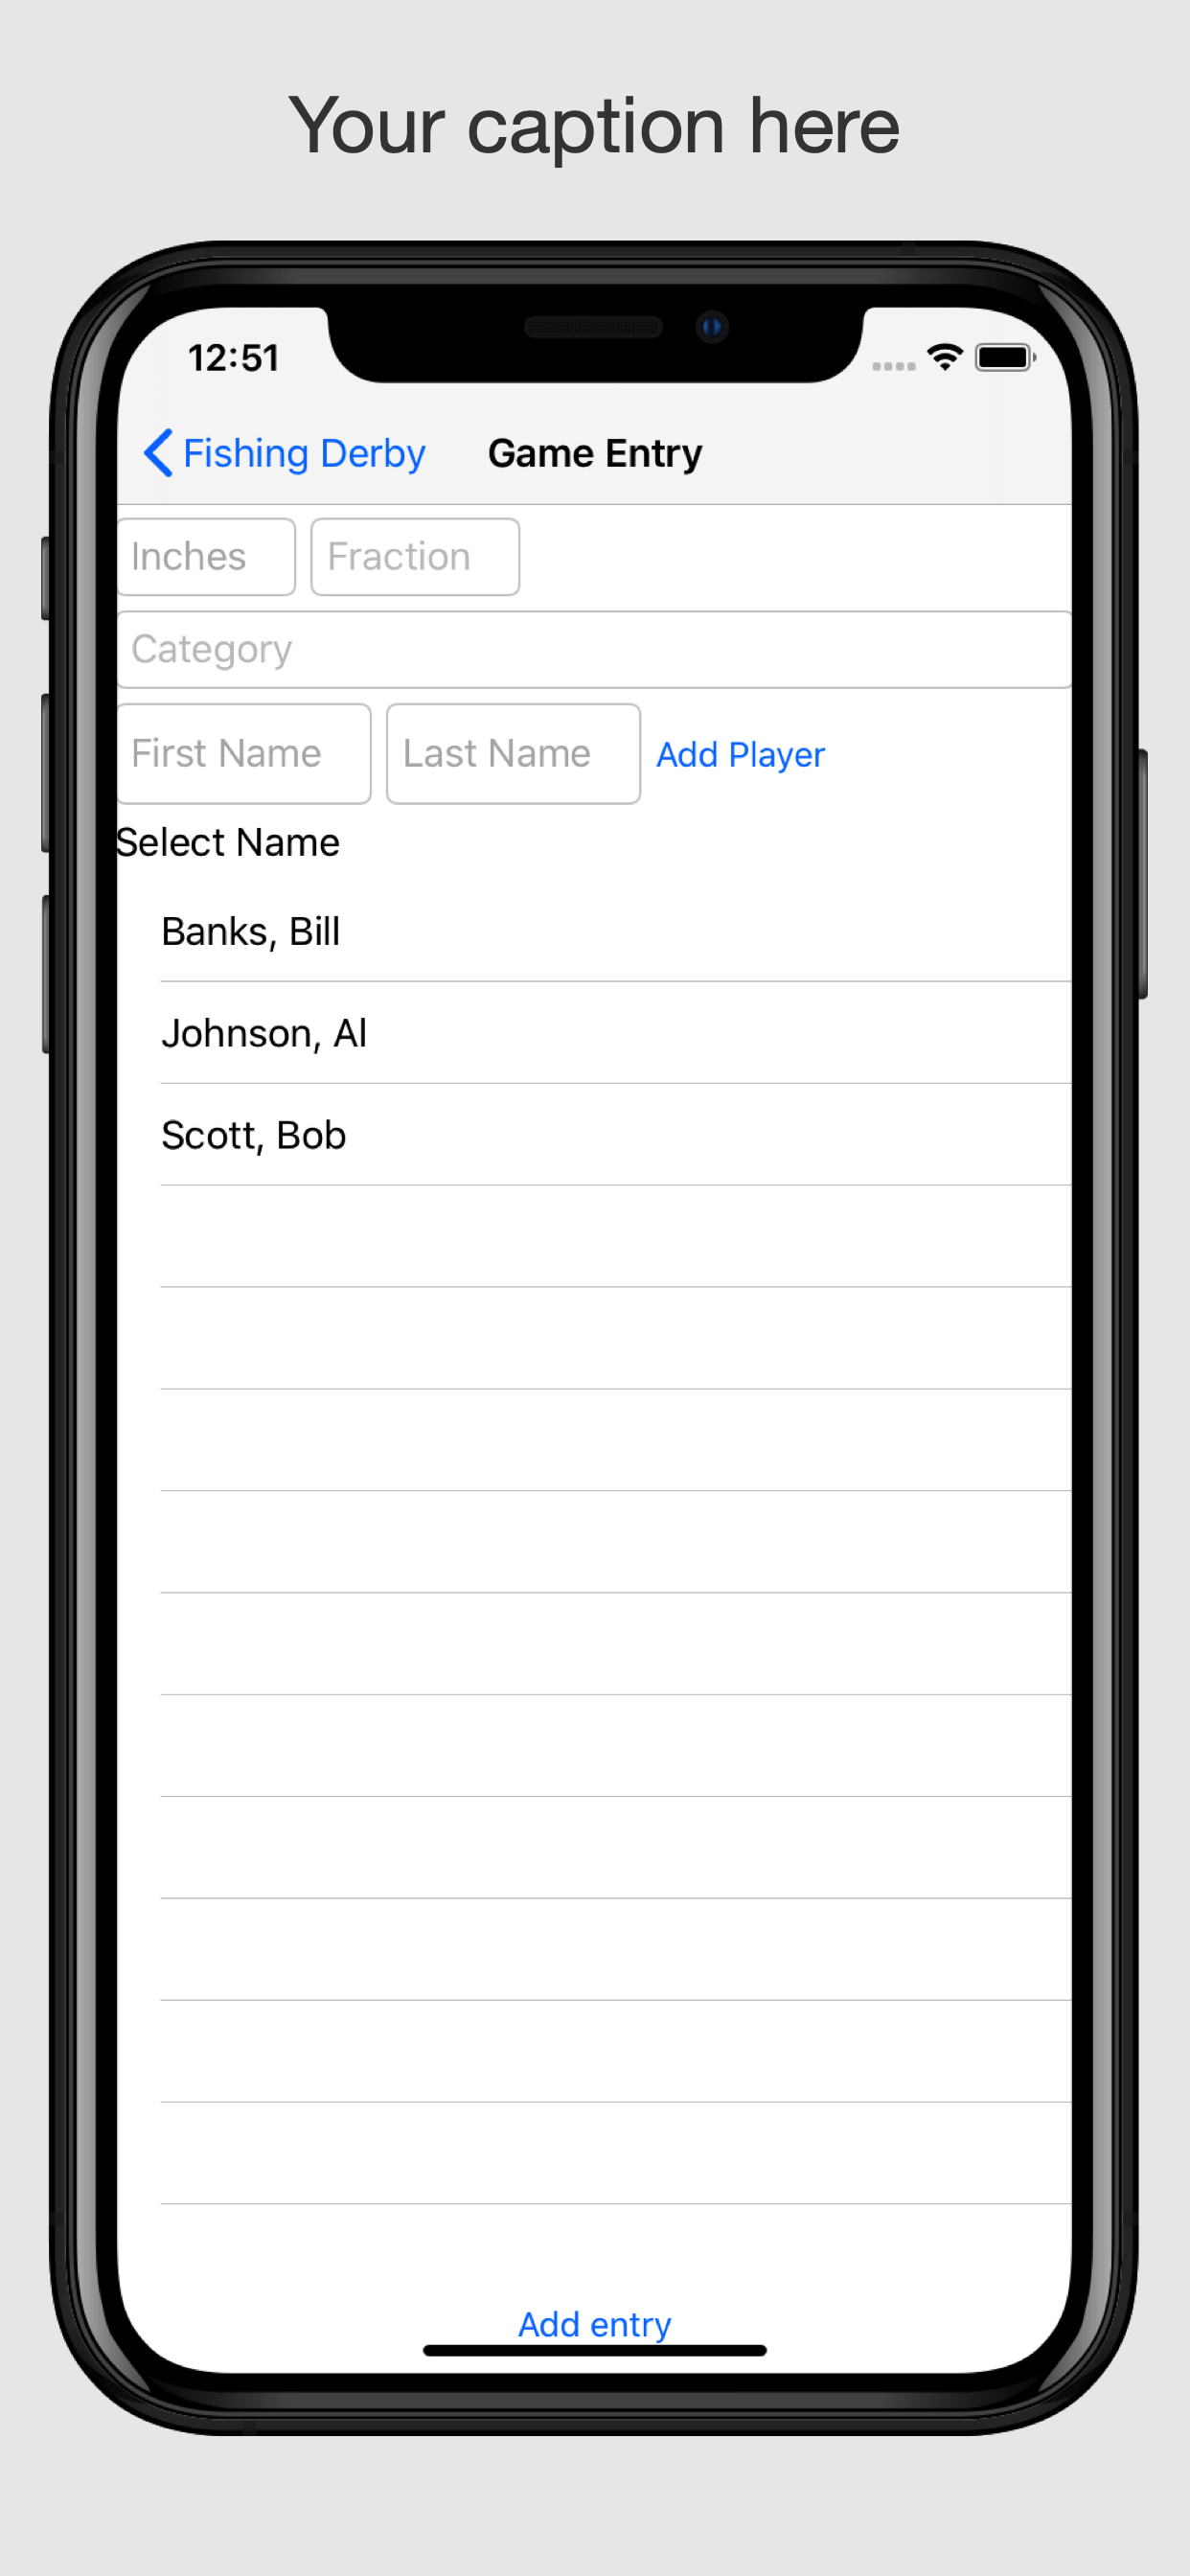 Your caption here
12:51
Fishing Derby Game Entry
Inches Fraction
Category
First Name Last Name Add Player
Select Name
Banks, Bill
Johnson, Al
Scott, Bob
Add entry